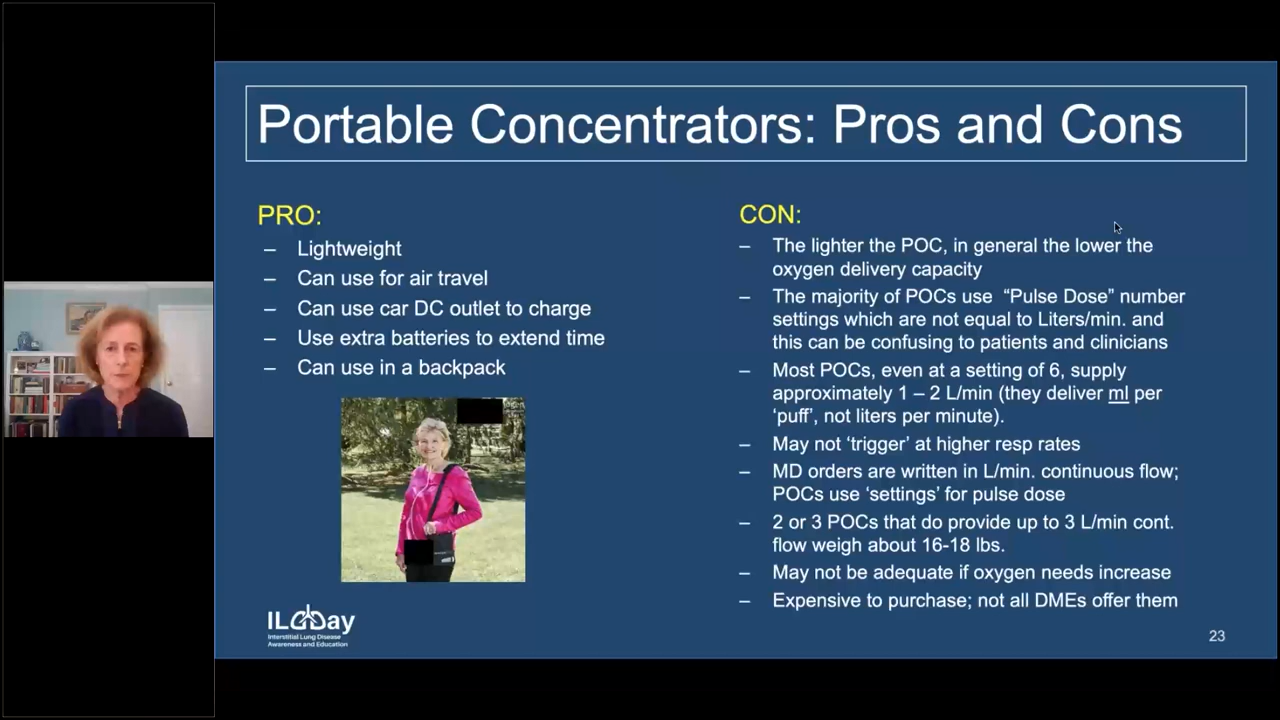 Portable Concentrators: Pros and Cons
PRO:
– Lightweight
– Can use for air travel
– Can use car DC outlet to charge
– Use extra batteries to extend time
– Can use in a backpack
CON:
– The lighter the POC, in general the lower the
oxygen delivery capacity
– The majority of POCs use “Pulse Dose” number
settings which are not equal to Liters/min. and
this can be confusing to patients and clinicians
– Most POCs, even at a setting of 6, supply
approximately 1 – 2 L/min (they deliver ml per
‘puff’, not liters per minute).
– May not ‘trigger’ at higher resp rates
– MD orders are written in L/min. continuous flow;
POCs use ‘settings’ for pulse dose
– 2 or 3 POCs that do provide up to 3 L/min cont.
flow weigh about 16-18 lbs.
– May not be adequate if oxygen needs increase
– Expensive to purchase; not all DMEs offer them
ILDDay
Interstitial Lung Disease
Awareness and Education
23